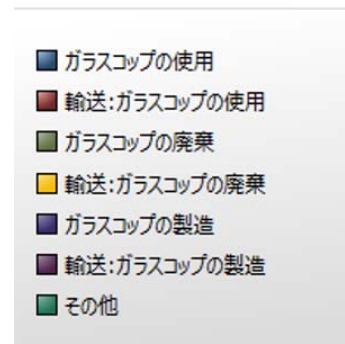 ガラスコップの使用
輸送:ガラスコップの使用
ガラスコップの廃棄
輸送:ガラスコップの廃棄
ガラスコップの製造
輸送:ガラスコップの製造
その他